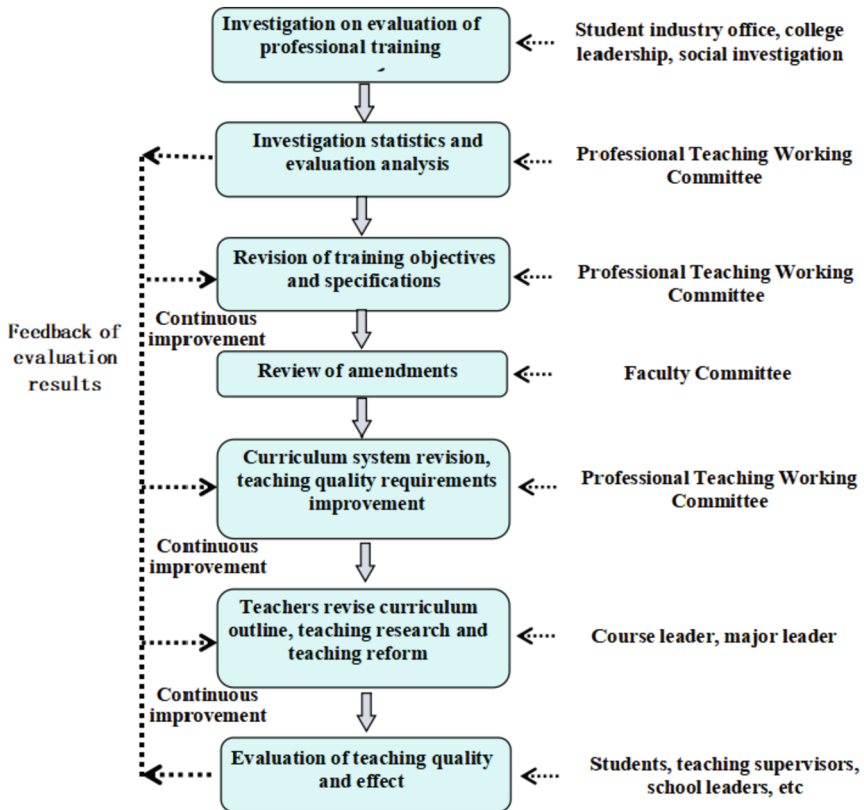 Investigation on evaluation of
professional training
Student industry office, college
leadership, social investigation
Investigation statistics and
evaluation analysis
Professional Teaching Working
Committee
Revision of training objectives
and specifications
Professional Teaching Working
Committee
Feedback of
evaluation
results
Continuous
improvement
Review of amendments
Faculty Committee
Curriculum system revision,
teaching quality requirements
improvement
Professional Teaching Working
Committee
Continuous
improvement
Teachers revise curriculum
outline, teaching research and
teaching reform
Course leader, major leader
Continuous
improvement
Evaluation of teaching quality
and effect
Students, teaching supervisors,
school leaders, etc